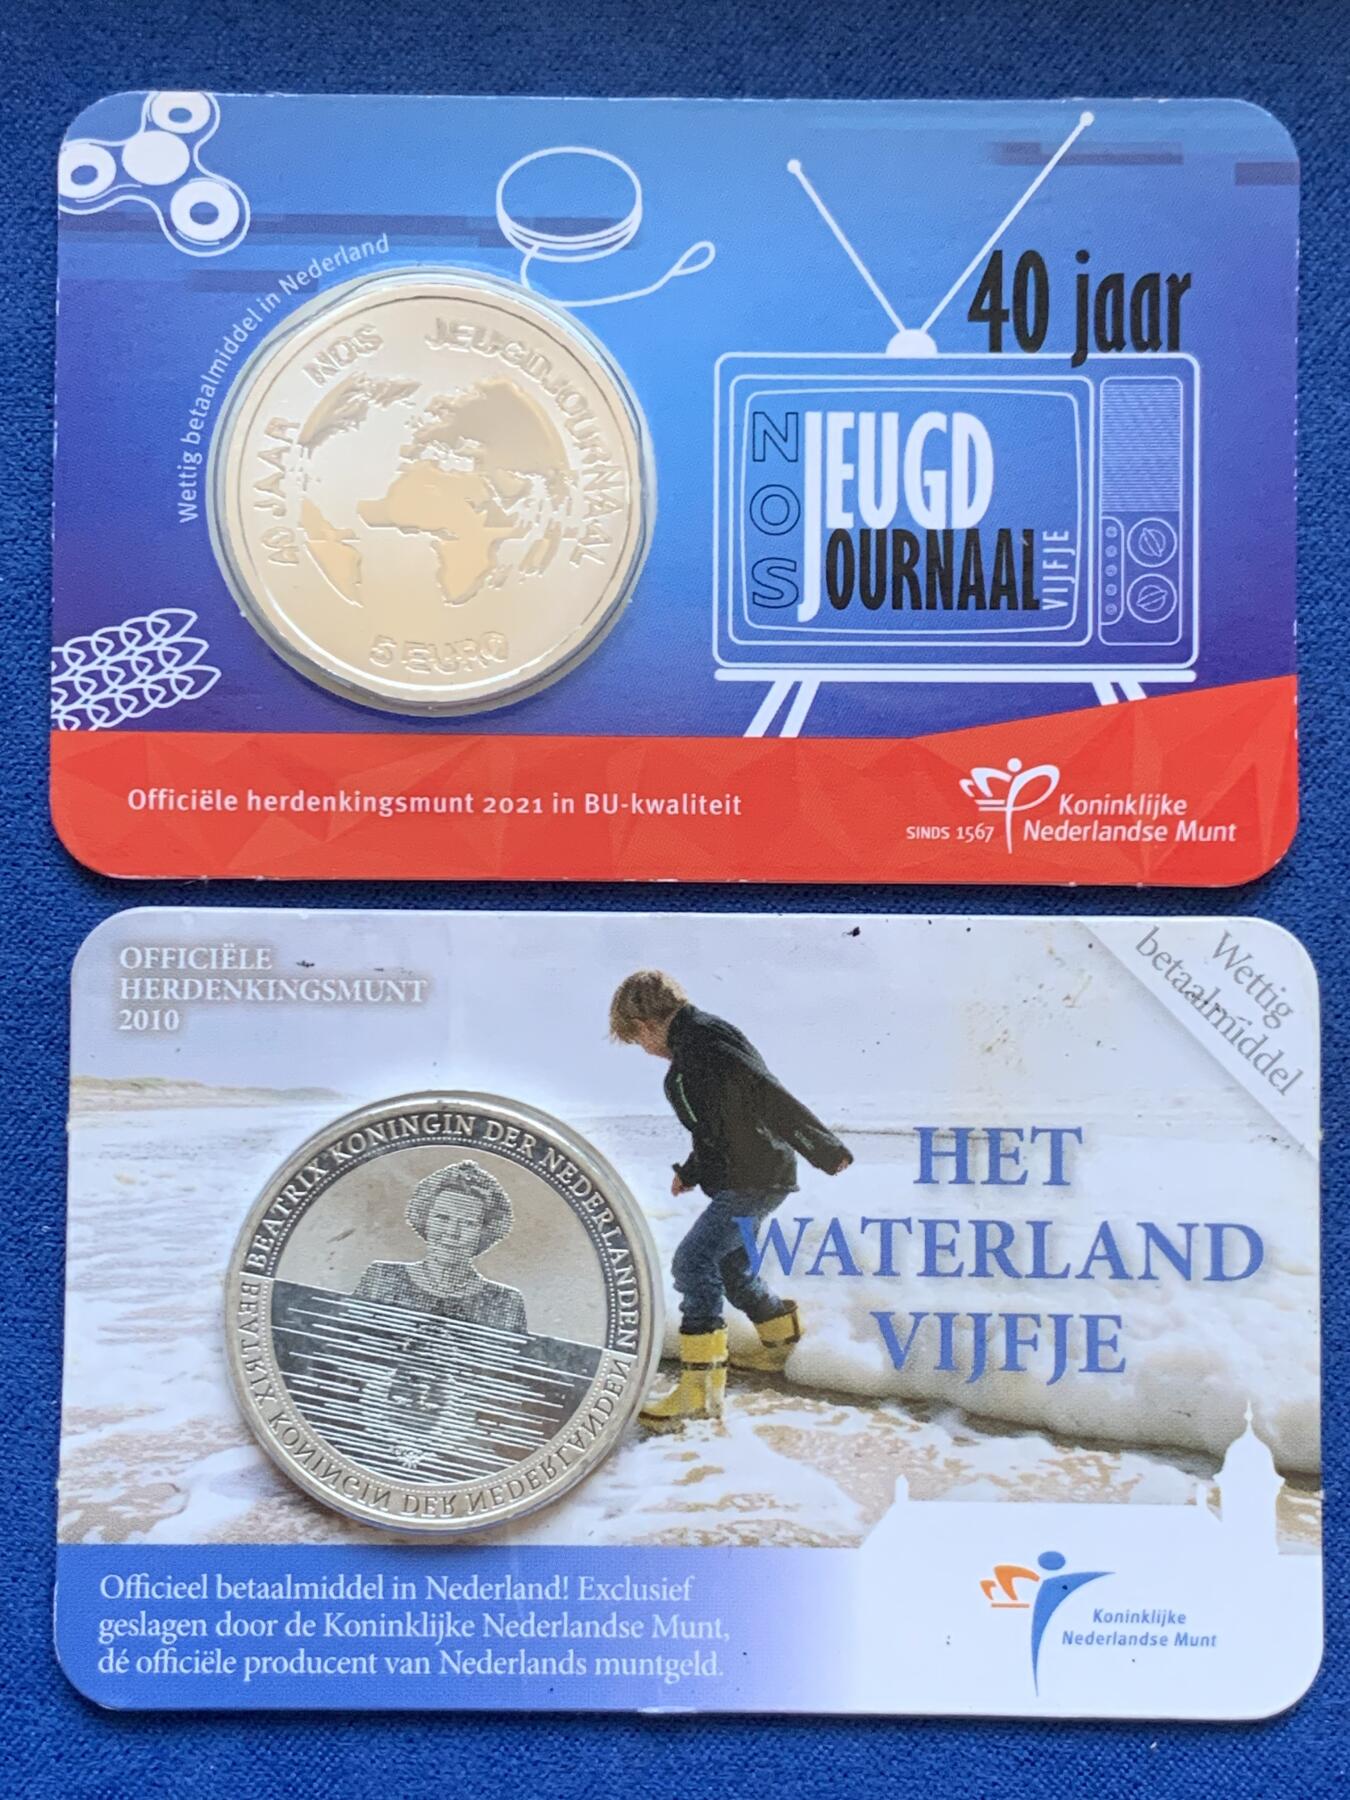 Wettig betaalmiddel in Nederland
40 JAAR NOS JEUGDJOURNAAL
5 EURO
40 jaar
NOS
JEUGD
JOURNAAL
VIJFJE
Officiële herdenkingsmunt 2021 in BU-kwaliteit
SINDS 1567
Koninklijke
Nederlandse Munt
OFFICIËLE
HERDENKINGSMUNT
2010
Wettig
betaalmiddel
BEATRIX KONINGIN DER NEDERLANDEN
BEATRIX KONINGIN DER NEDERLANDEN
HET
WATERLAND
VIJFJE
Officieel betaalmiddel in Nederland! Exclusief
geslagen door de Koninklijke Nederlandse Munt,
dé officiële producent van Nederlands muntgeld.
Koninklijke
Nederlandse Munt